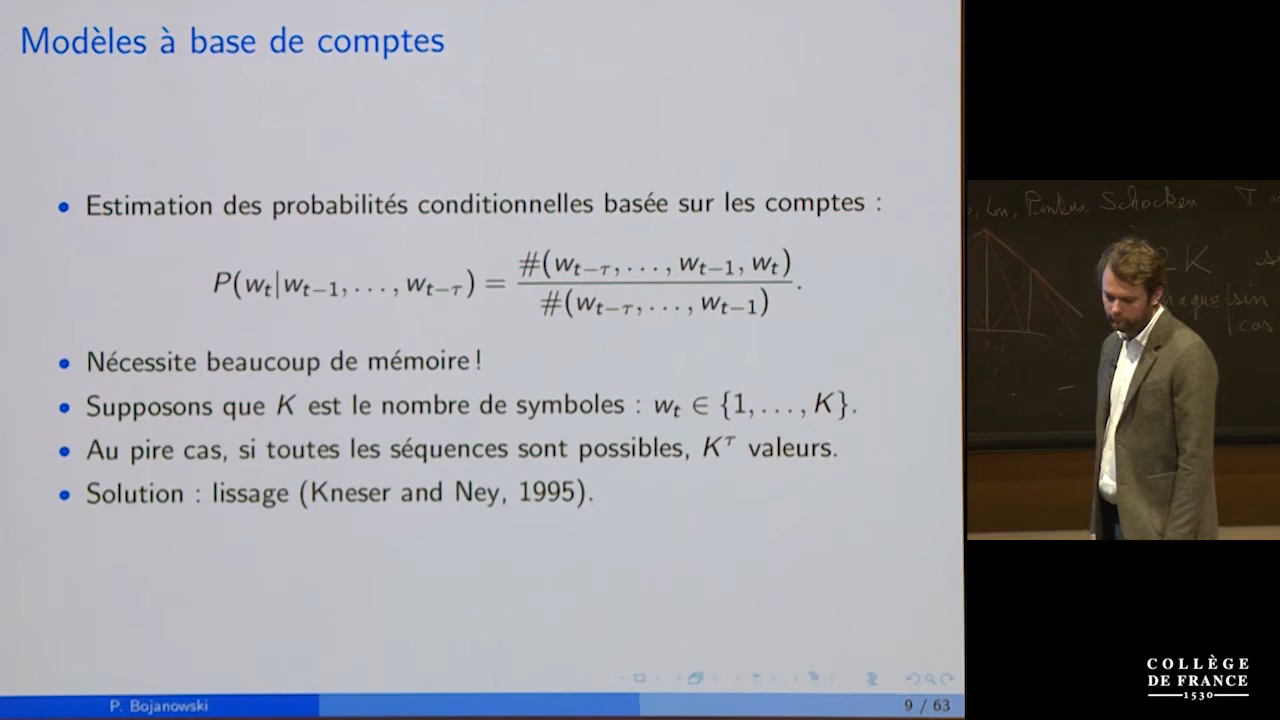 Modèles à base de comptes
• Estimation des probabilités conditionnelles basée sur les comptes :
P(w_t|w_{t−1}, . . . , w_{t−τ}) = #(w_{t−τ}, . . . , w_{t−1}, w_t) / #(w_{t−τ}, . . . , w_{t−1}) .
• Nécessite beaucoup de mémoire !
• Supposons que K est le nombre de symboles : w_t ∈ {1, . . . , K}.
• Au pire cas, si toutes les séquences sont possibles, K^τ valeurs.
• Solution : lissage (Kneser and Ney, 1995).
P. Bojanowski
9 / 63
Pinkus, Schocken
2K
COLLÈGE
DE FRANCE
1530